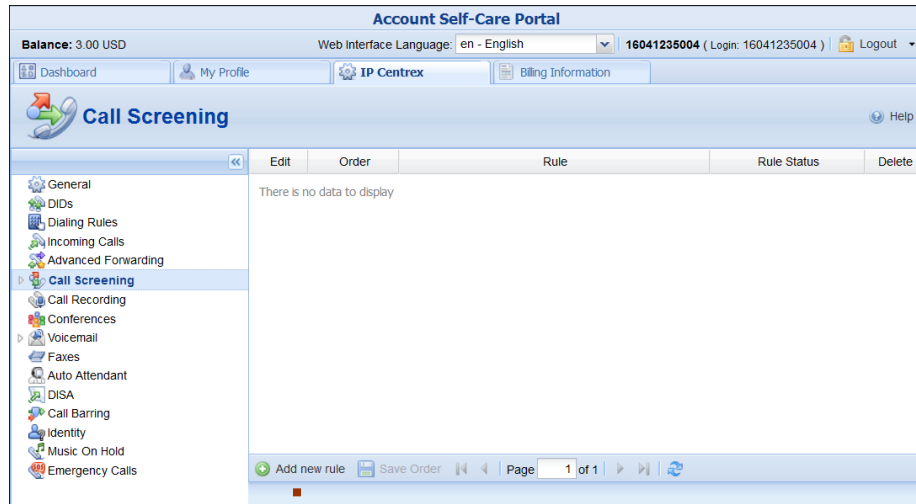 Account Self-Care Portal
Balance: 3.00 USD Web Interface Language: en - English 16041235004 ( Login: 16041235004 ) Logout
Dashboard My Profile IP Centrex Billing Information
Call Screening Help
Edit Order Rule Rule Status Delete
There is no data to display
General
DIDs
Dialing Rules
Incoming Calls
Advanced Forwarding
Call Screening
Call Recording
Conferences
Voicemail
Faxes
Auto Attendant
DISA
Call Barring
Identity
Music On Hold
Emergency Calls
Add new rule Save Order Page 1 of 1